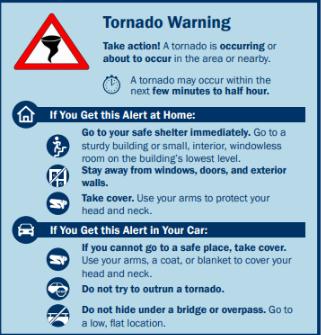 Tornado Warning
Take action! A tornado is occurring or
about to occur in the area or nearby.
A tornado may occur within the
next few minutes to half hour.
If You Get this Alert at Home:
Go to your safe shelter immediately. Go to a
sturdy building or small, interior, windowless
room on the building's lowest level.
Stay away from windows, doors, and exterior
walls.
Take cover. Use your arms to protect your
head and neck.
If You Get this Alert in Your Car:
If you cannot go to a safe place, take cover.
Use your arms, a coat, or blanket to cover your
head and neck.
Do not try to outrun a tornado.
Do not hide under a bridge or overpass. Go to
a low, flat location.